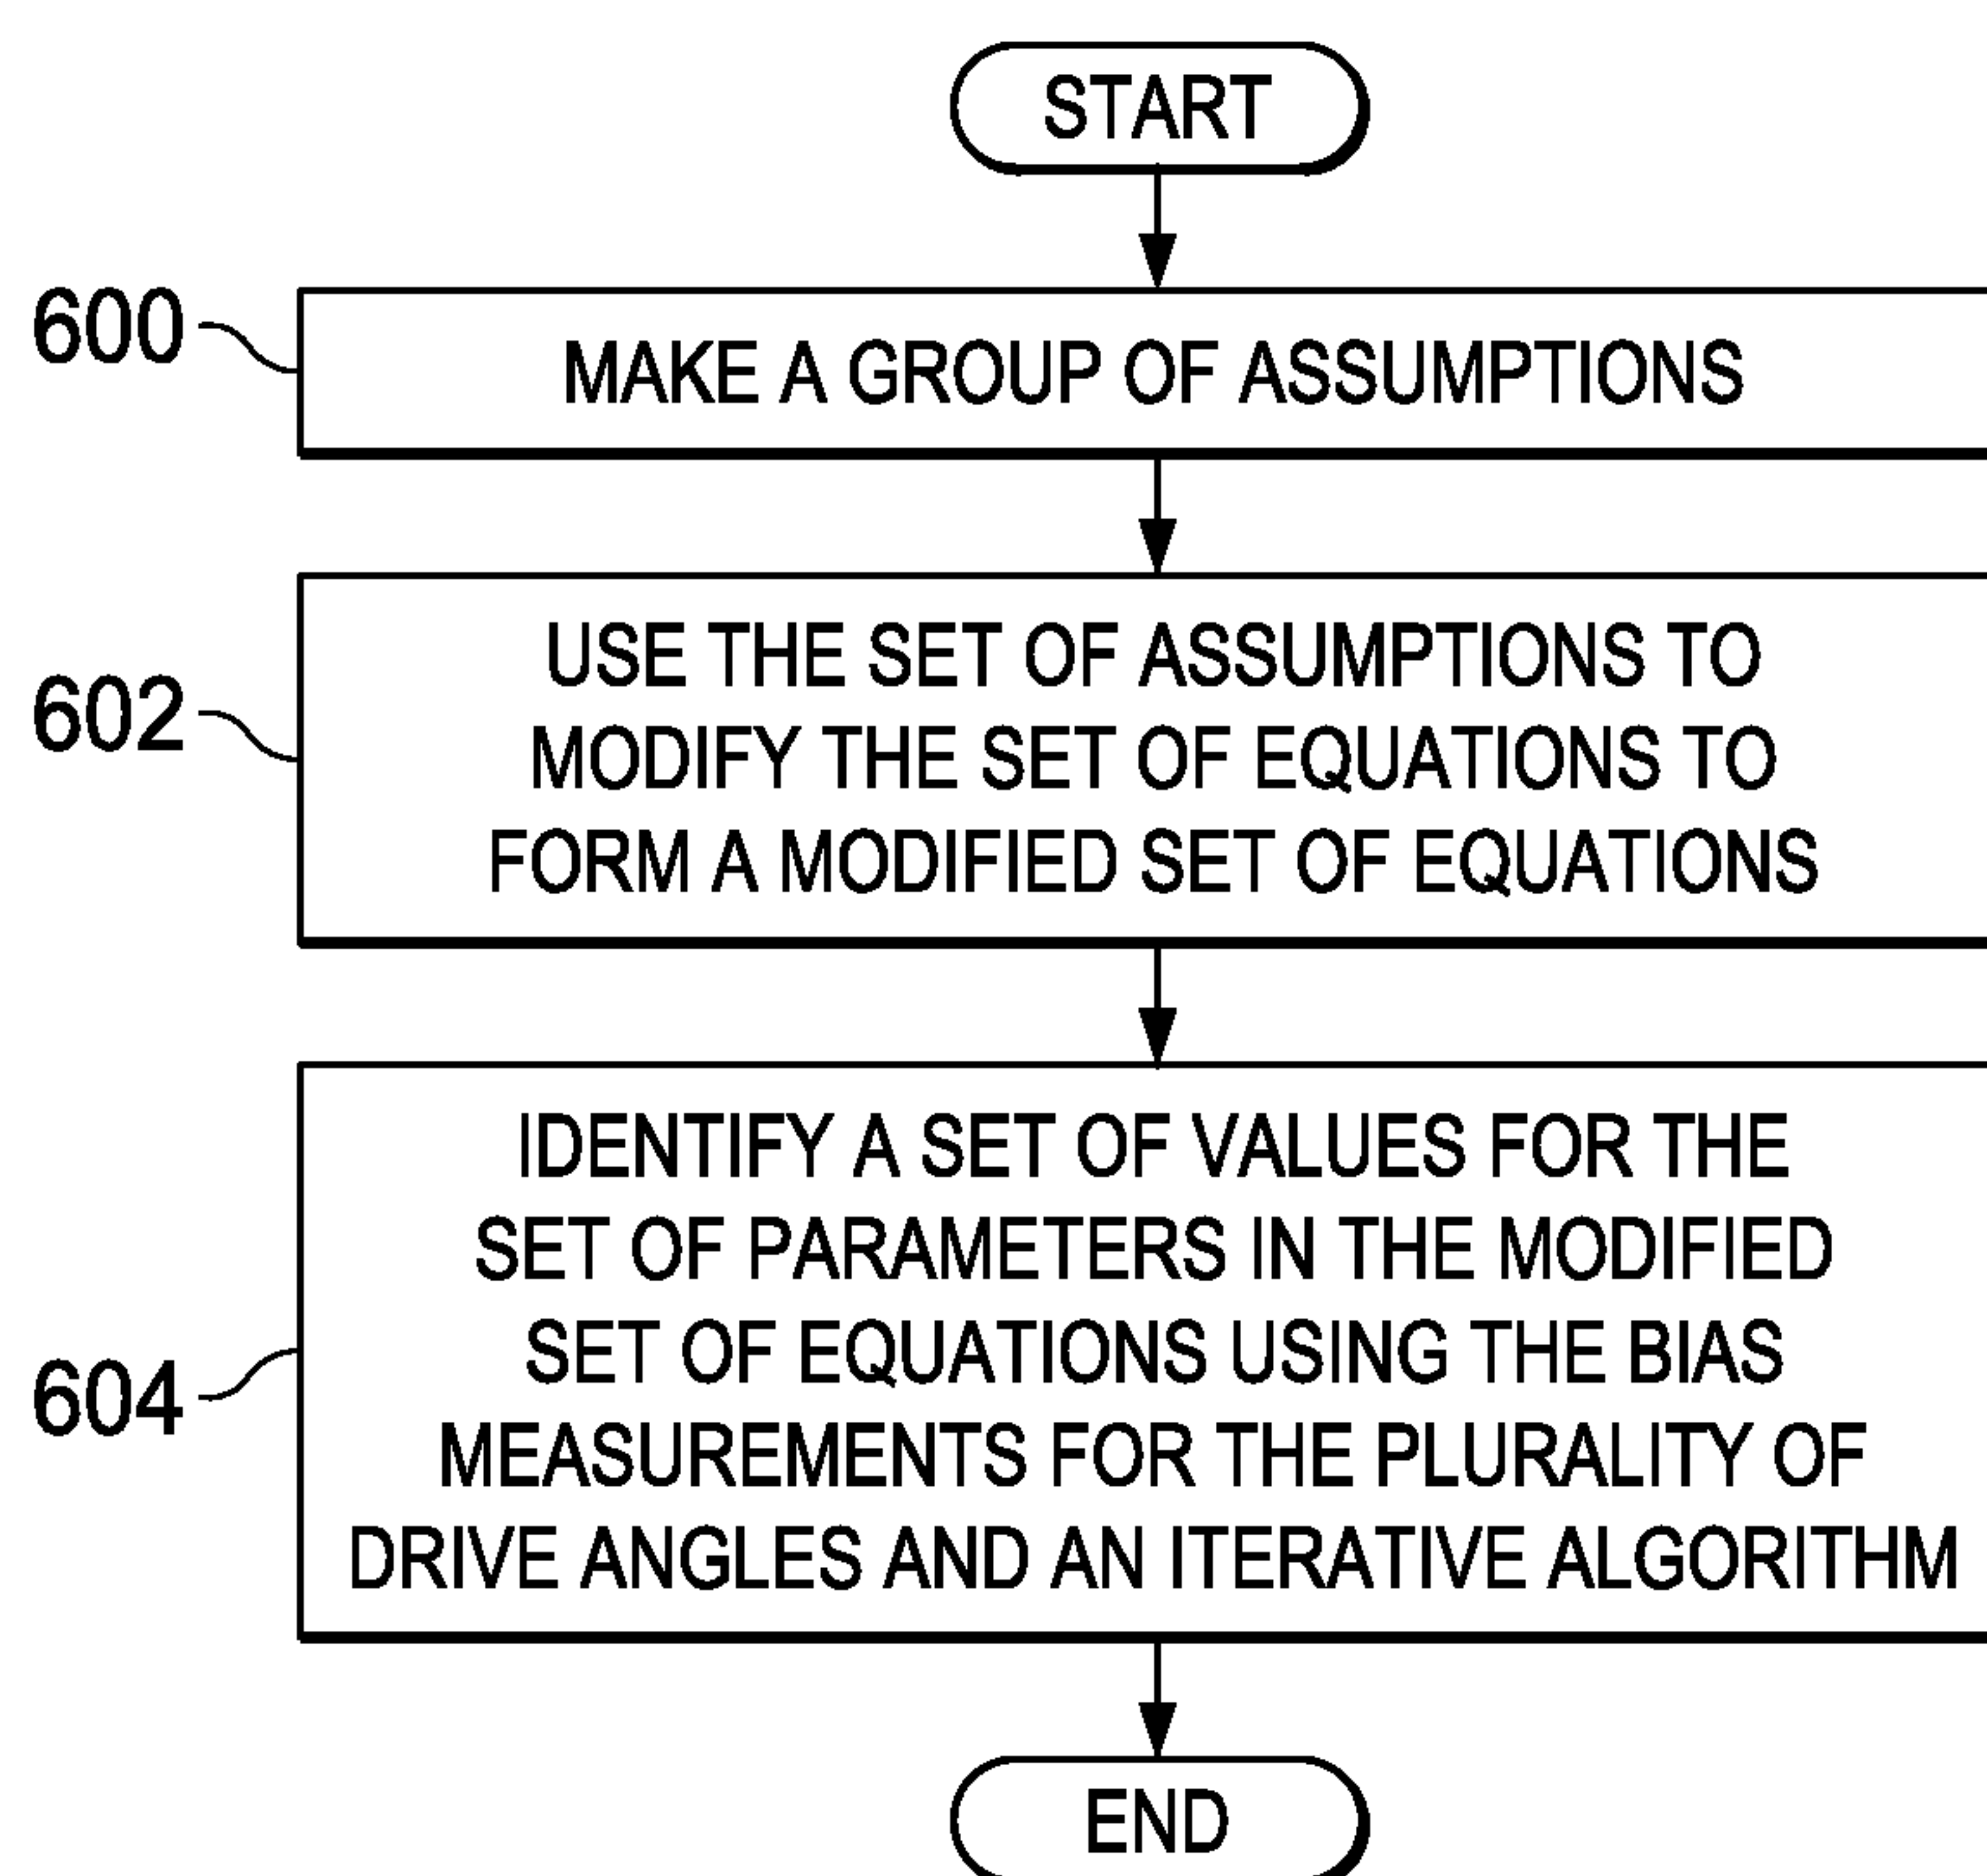 START
600
MAKE A GROUP OF ASSUMPTIONS
602
USE THE SET OF ASSUMPTIONS TO
MODIFY THE SET OF EQUATIONS TO
FORM A MODIFIED SET OF EQUATIONS
604
IDENTIFY A SET OF VALUES FOR THE
SET OF PARAMETERS IN THE MODIFIED
SET OF EQUATIONS USING THE BIAS
MEASUREMENTS FOR THE PLURALITY OF
DRIVE ANGLES AND AN ITERATIVE ALGORITHM
END